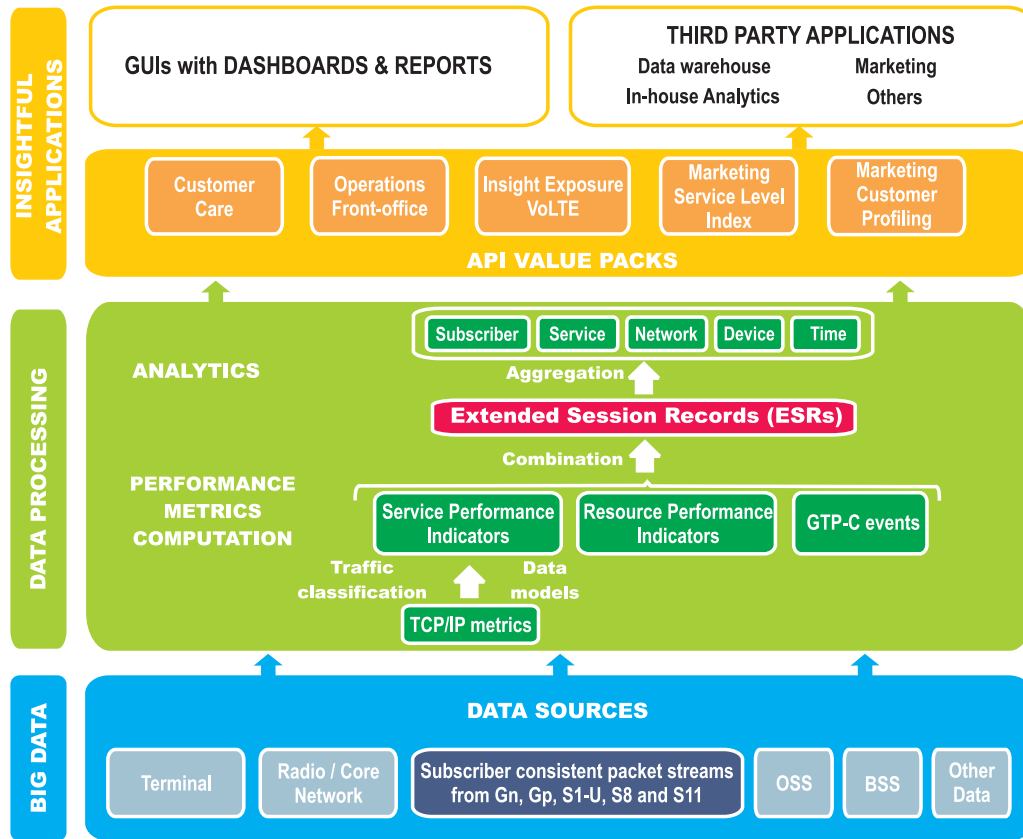 INSIGHTFUL
APPLICATIONS
GUIs with DASHBOARDS & REPORTS
THIRD PARTY APPLICATIONS
Data warehouse
Marketing
In-house Analytics
Others
Customer
Care
Operations
Front-office
Insight Exposure
VoLTE
Marketing
Service Level
Index
Marketing
Customer
Profiling
API VALUE PACKS
DATA PROCESSING
ANALYTICS
Subscriber
Service
Network
Device
Time
Aggregation
Extended Session Records (ESRs)
Combination
PERFORMANCE
METRICS
COMPUTATION
Service Performance
Indicators
Resource Performance
Indicators
GTP-C events
Traffic
classification
Data
models
TCP/IP metrics
BIG DATA
DATA SOURCES
Terminal
Radio / Core
Network
Subscriber consistent packet streams
from Gn, Gp, S1-U, S8 and S11
OSS
BSS
Other
Data